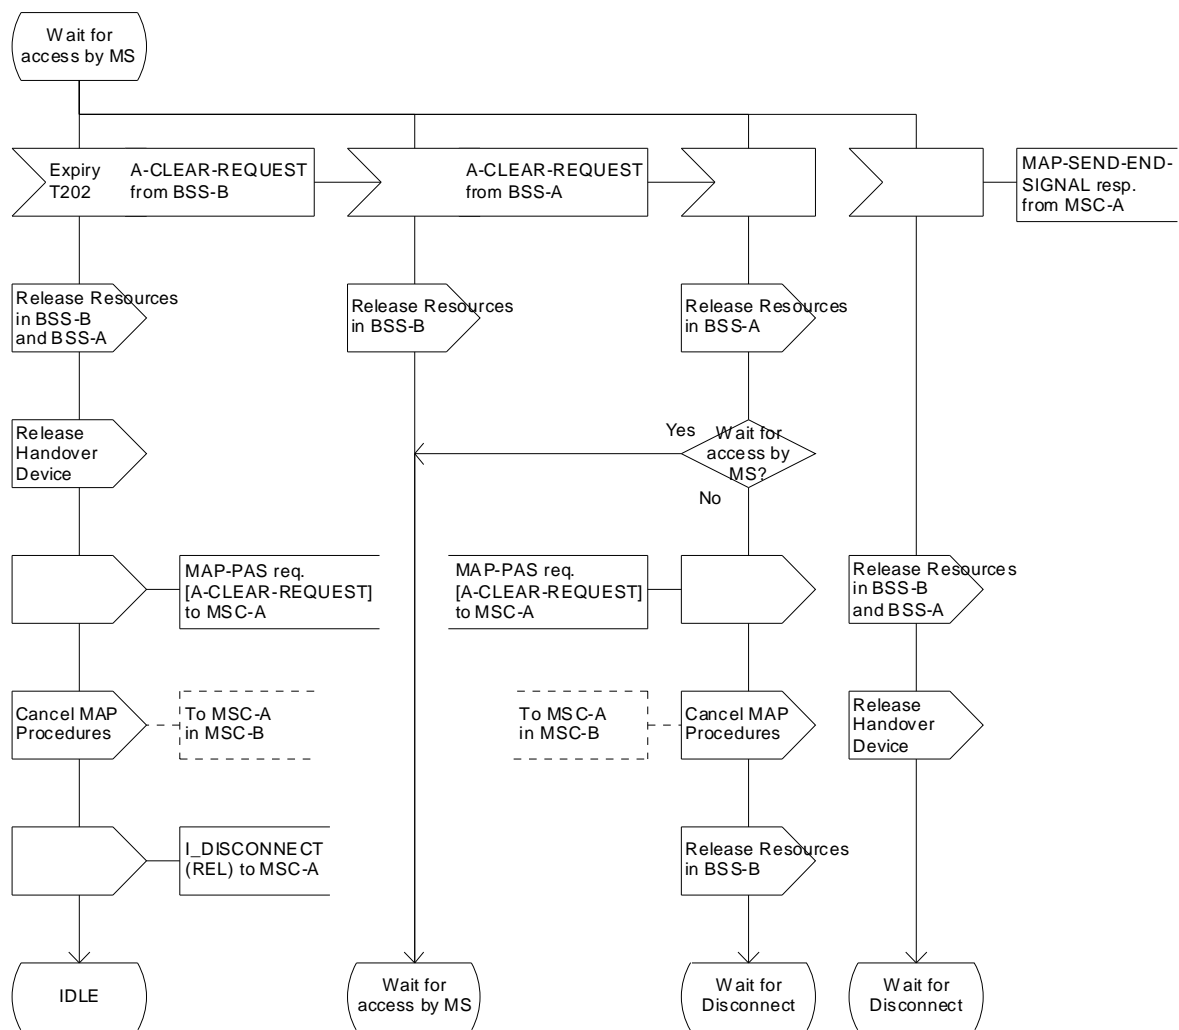 Wait for
access by MS
Expiry
T202
A-CLEAR-REQUEST
from BSS-B
A-CLEAR-REQUEST
from BSS-A
MAP-SEND-END-
SIGNAL resp.
from MSC-A
Release Resources
in BSS-B
and BSS-A
Release Resources
in BSS-B
Release Resources
in BSS-A
Release
Handover
Device
Yes
Wait for
access by
MS?
No
MAP-PAS req.
[A-CLEAR-REQUEST]
to MSC-A
MAP-PAS req.
[A-CLEAR-REQUEST]
to MSC-A
Release Resources
in BSS-B
and BSS-A
Cancel MAP
Procedures
To MSC-A
in MSC-B
To MSC-A
in MSC-B
Cancel MAP
Procedures
Release
Handover
Device
I_DISCONNECT
(REL) to MSC-A
Release Resources
in BSS-B
IDLE
Wait for
access by MS
Wait for
Disconnect
Wait for
Disconnect